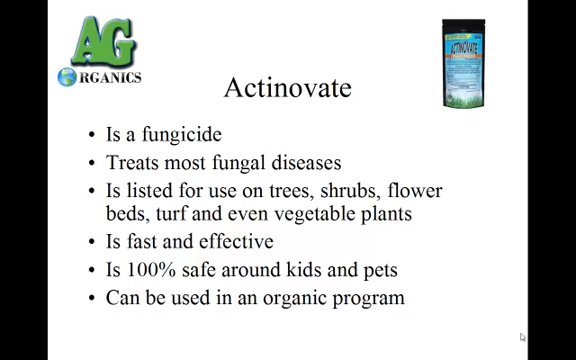 AG
ORGANICS
ACTINOVATE
Actinovate
• Is a fungicide
• Treats most fungal diseases
• Is listed for use on trees, shrubs, flower
beds, turf and even vegetable plants
• Is fast and effective
• Is 100% safe around kids and pets
• Can be used in an organic program